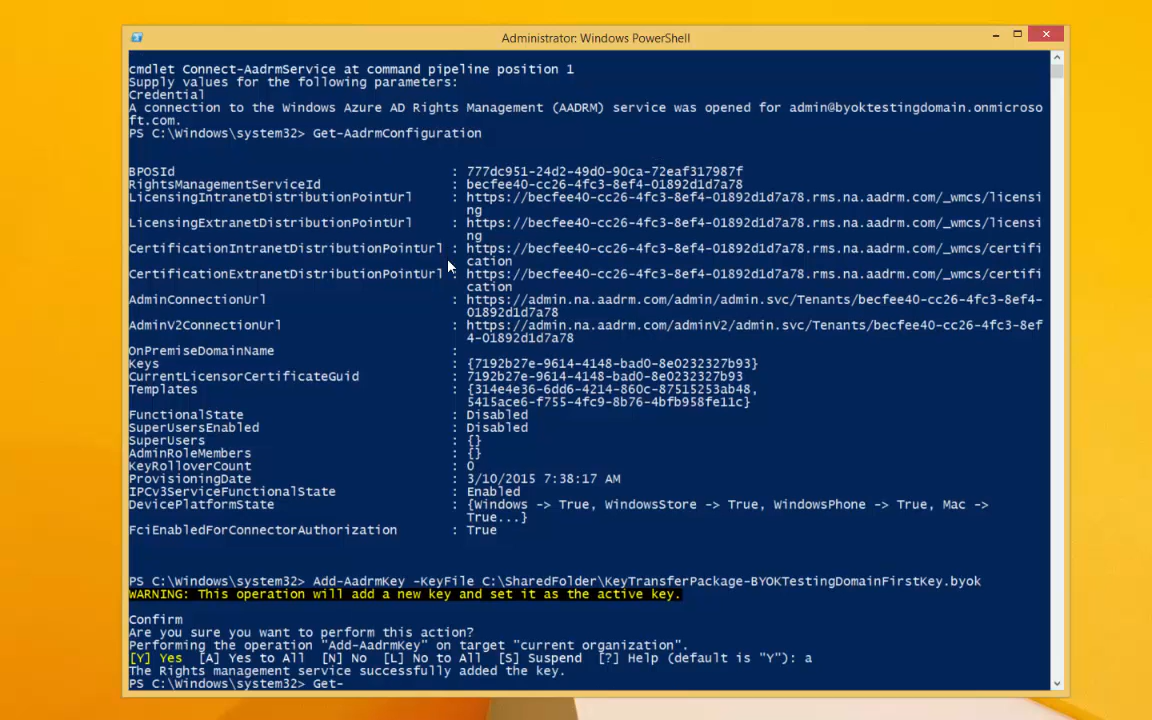 Administrator: Windows PowerShell
cmdlet Connect-AadrmService at command pipeline position 1
Supply values for the following parameters:
Credential
A connection to the Windows Azure AD Rights Management (AADRM) service was opened for admin@byoktestingdomain.onmicroso
ft.com.
PS C:\Windows\system32> Get-AadrmConfiguration
BPOSId : 777dc951-24d2-49d0-90ca-72eaf317987f
RightsManagementServiceId : becfee40-cc26-4fc3-8ef4-01892d1d7a78
LicensingIntranetDistributionPointUrl : https://becfee40-cc26-4fc3-8ef4-01892d1d7a78.rms.na.aadrm.com/_wmcs/licensi
ng
LicensingExtranetDistributionPointUrl : https://becfee40-cc26-4fc3-8ef4-01892d1d7a78.rms.na.aadrm.com/_wmcs/licensi
ng
CertificationIntranetDistributionPointUrl : https://becfee40-cc26-4fc3-8ef4-01892d1d7a78.rms.na.aadrm.com/_wmcs/certifi
cation
CertificationExtranetDistributionPointUrl : https://becfee40-cc26-4fc3-8ef4-01892d1d7a78.rms.na.aadrm.com/_wmcs/certifi
cation
AdminConnectionUrl : https://admin.na.aadrm.com/admin/admin.svc/Tenants/becfee40-cc26-4fc3-8ef4-
01892d1d7a78
AdminV2ConnectionUrl : https://admin.na.aadrm.com/adminV2/admin.svc/Tenants/becfee40-cc26-4fc3-8ef
4-01892d1d7a78
OnPremiseDomainName :
Keys : {7192b27e-9614-4148-bad0-8e0232327b93}
CurrentLicensorCertificateGuid : 7192b27e-9614-4148-bad0-8e0232327b93
Templates : {314e4e36-6dd6-4214-860c-87515253ab48,
5415ace6-f755-4fc9-8b76-4bfb958fe11c}
FunctionalState : Disabled
SuperUsersEnabled : Disabled
SuperUsers : {}
AdminRoleMembers : {}
KeyRolloverCount : 0
ProvisioningDate : 3/10/2015 7:38:17 AM
IPCv3ServiceFunctionalState : Enabled
DevicePlatformState : {Windows -> True, WindowsStore -> True, WindowsPhone -> True, Mac ->
True...}
FciEnabledForConnectorAuthorization : True
PS C:\Windows\system32> Add-AadrmKey -KeyFile C:\SharedFolder\KeyTransferPackage-BYOKTestingDomainFirstKey.byok
WARNING: This operation will add a new key and set it as the active key.
Confirm
Are you sure you want to perform this action?
Performing the operation "Add-AadrmKey" on target "current organization".
[Y] Yes [A] Yes to All [N] No [L] No to All [S] Suspend [?] Help (default is "Y"): a
The Rights management service successfully added the key.
PS C:\Windows\system32> Get-